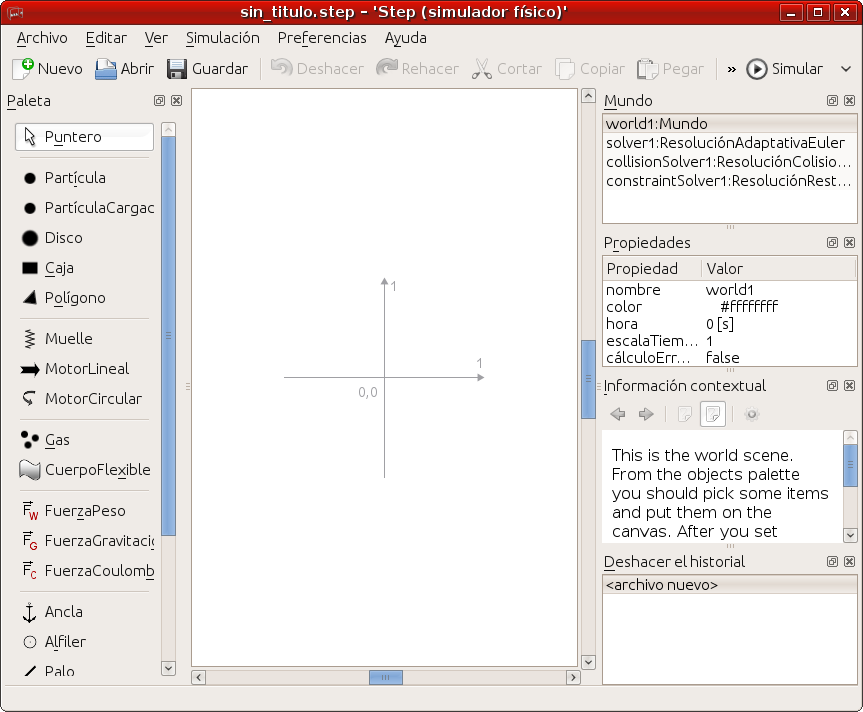 sin_titulo.step – 'Step (simulador físico)'
Archivo Editar Ver Simulación Preferencias Ayuda
Nuevo Abrir Guardar Deshacer Rehacer Cortar Copiar Pegar » Simular
Paleta
Puntero
Partícula
PartículaCargac
Disco
Caja
Polígono
Muelle
MotorLineal
MotorCircular
Gas
CuerpoFlexible
FW FuerzaPeso
FG FuerzaGravitacio
FC FuerzaCoulomb
Ancla
Alfiler
Palo
1
1
0,0
Mundo
world1:Mundo
solver1:ResoluciónAdaptativaEuler
collisionSolver1:ResoluciónColisio...
constraintSolver1:ResoluciónRest...
Propiedades
Propiedad Valor
nombre world1
color #ffffffff
hora 0 [s]
escalaTiem... 1
cálculoErr... false
Información contextual
This is the world scene.
From the objects palette
you should pick some items
and put them on the
canvas. After you set
Deshacer el historial
<archivo nuevo>